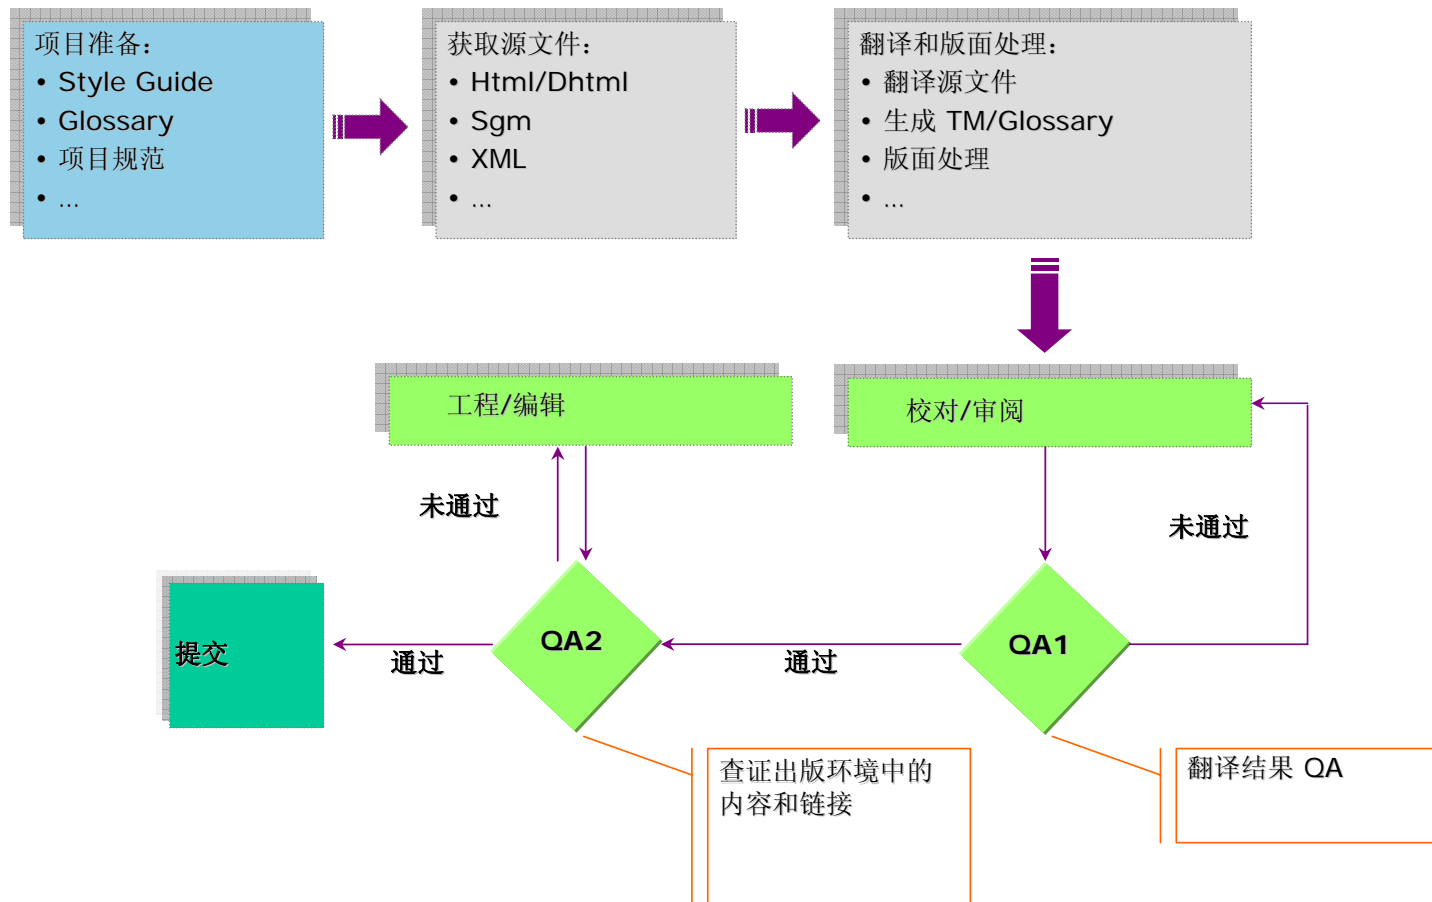 项目准备：
• Style Guide
• Glossary
• 项目规范
• ...
获取源文件：
• Html/Dhtml
• Sgm
• XML
• ...
翻译和版面处理：
• 翻译源文件
• 生成 TM/Glossary
• 版面处理
• ...
工程/编辑
校对/审阅
未通过
未通过
提交
通过
QA2
通过
QA1
查证出版环境中的
内容和链接
翻译结果 QA